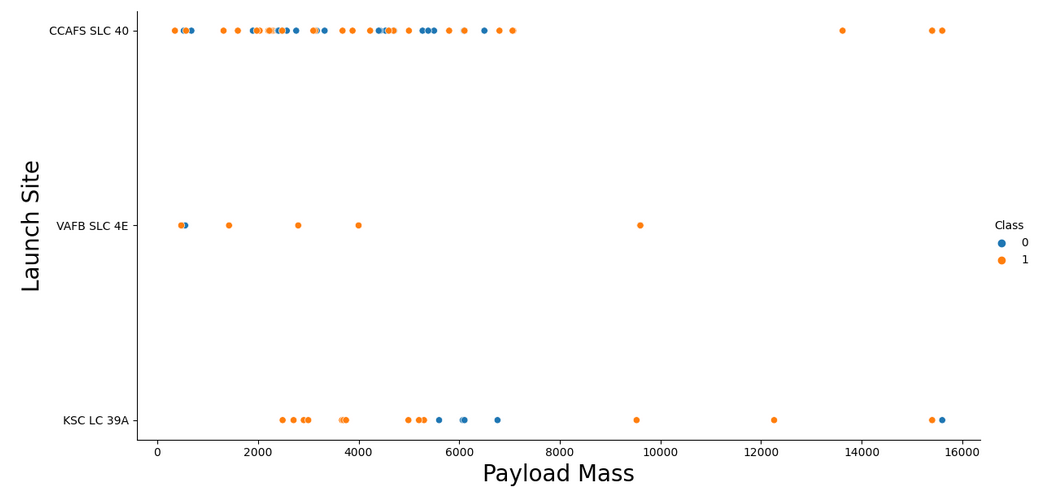 CCAFS SLC 40
VAFB SLC 4E
KSC LC 39A
Launch Site
0 2000 4000 6000 8000 10000 12000 14000 16000
Payload Mass
Class
0
1